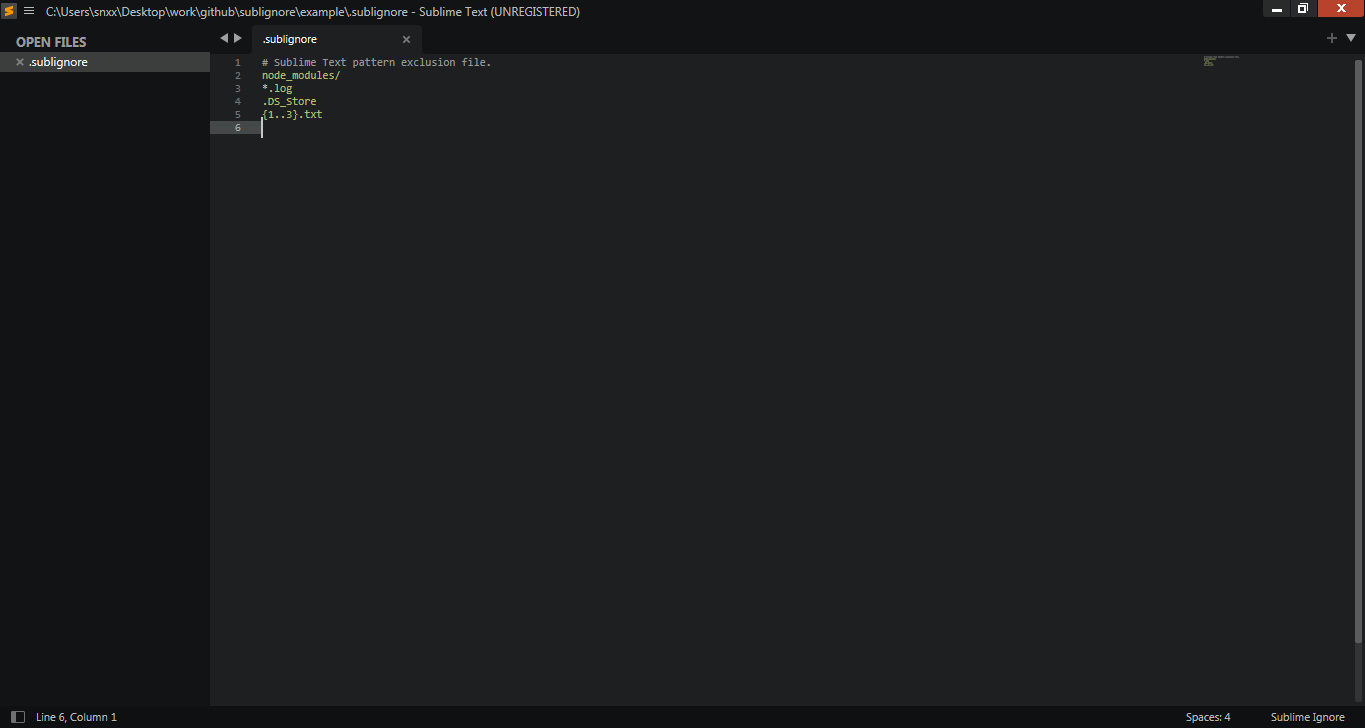 C:\Users\snxx\Desktop\work\github\sublignore\example\.sublignore - Sublime Text (UNREGISTERED)
OPEN FILES
.sublignore
.sublignore
1 # Sublime Text pattern exclusion file.
2 node_modules/
3 *.log
4 .DS_Store
5 {1..3}.txt
6
Line 6, Column 1
Spaces: 4
Sublime Ignore